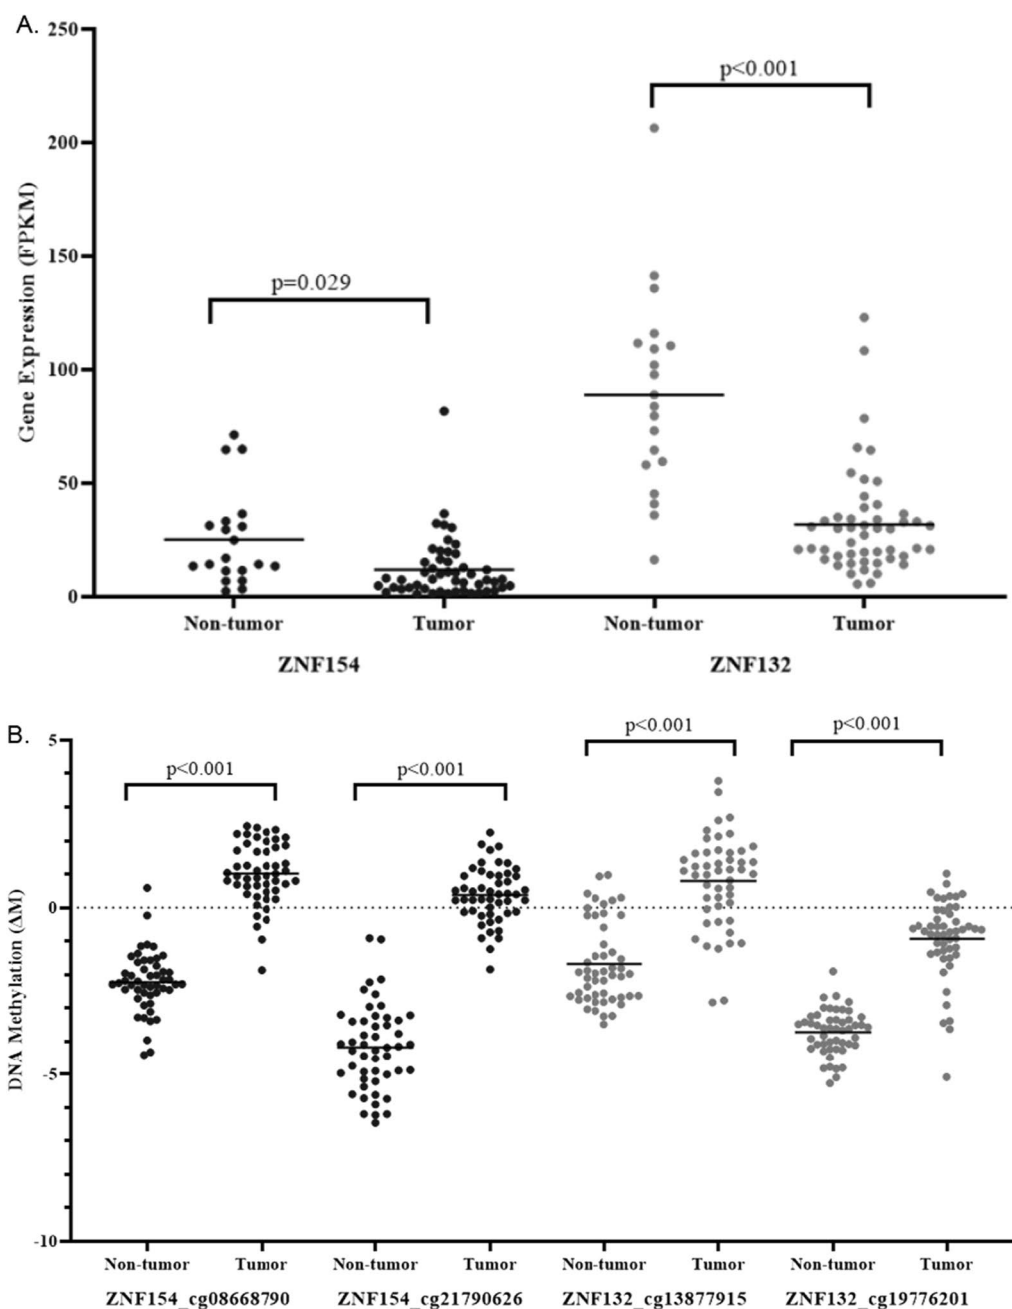 A.
250
200
150
100
50
0
Gene Expression (FPKM)
p=0.029
p<0.001
Non-tumor Tumor Non-tumor Tumor
ZNF154 ZNF132
B.
5
0
-5
-10
DNA Methylation (ΔM)
p<0.001 p<0.001 p<0.001 p<0.001
Non-tumor Tumor Non-tumor Tumor Non-tumor Tumor Non-tumor Tumor
ZNF154_cg08668790 ZNF154_cg21790626 ZNF132_cg13877915 ZNF132_cg19776201